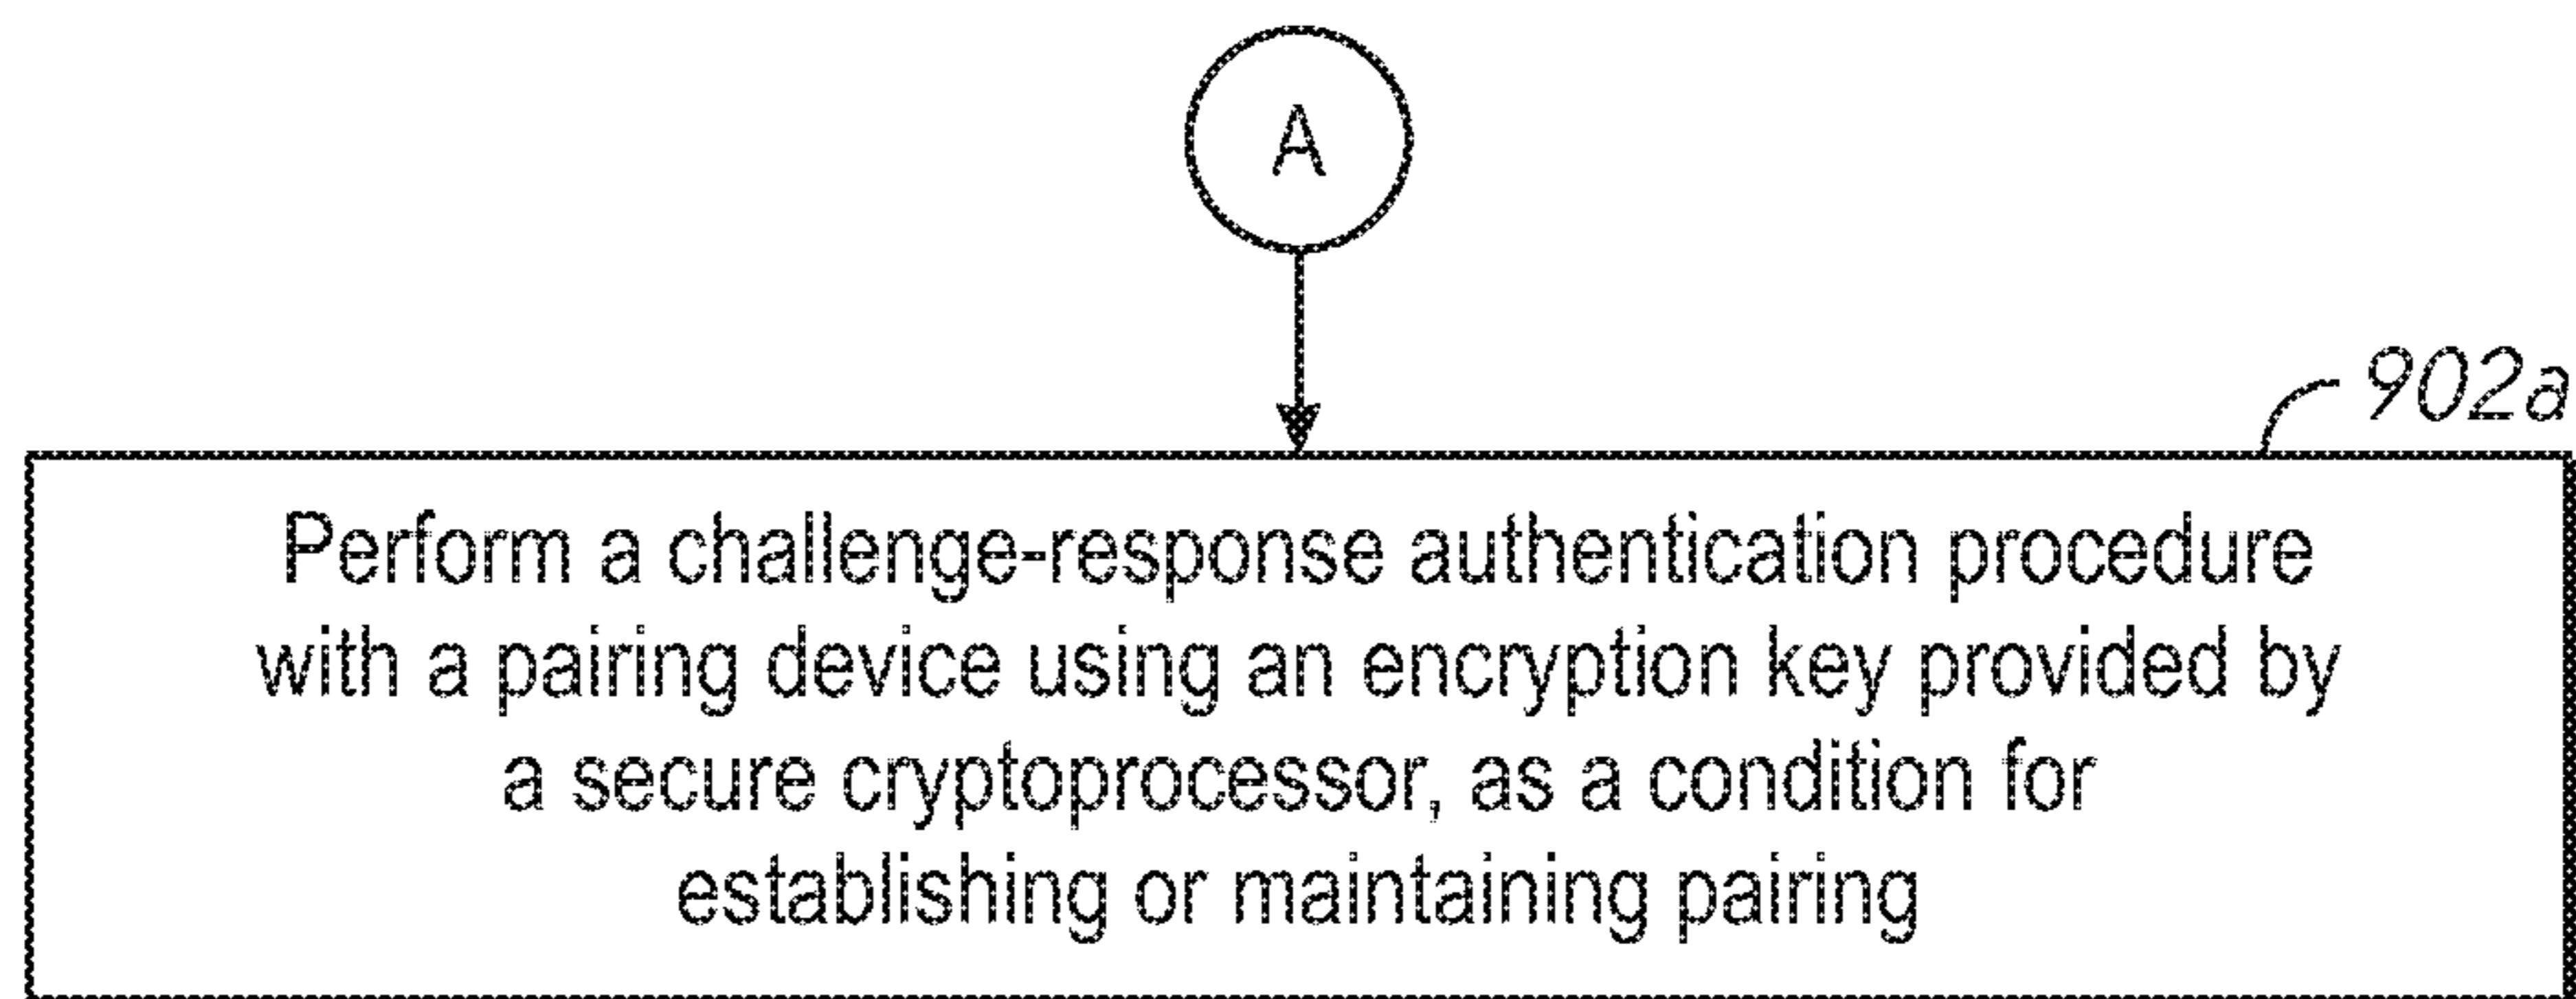 A
902a
Perform a challenge-response authentication procedure
with a pairing device using an encryption key provided by
a secure cryptoprocessor, as a condition for
establishing or maintaining pairing